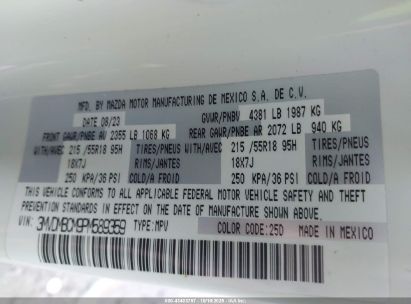 MFD. BY MAZDA MOTOR MANUFACTURING DE MEXICO S.A. DE C.V.
DATE 08/23 GVWR/PNBV 4381 LB 1987 KG
FRONT GAWR/PNBE AV 2355 LB 1068 KG REAR GAWR/PNBE AR 2072 LB 940 KG
WITH/AVEC 215 /55R18 95H TIRES/PNEUS WITH/AVEC 215 /55R18 95H TIRES/PNEUS
18X7J RIMS/JANTES 18X7J RIMS/JANTES
250 KPA/36 PSI COLD/A FROID 250 KPA/36 PSI COLD/A FROID
THIS VEHICLE CONFORMS TO ALL APPLICABLE FEDERAL MOTOR VEHICLE SAFETY AND THEFT
PREVENTION STANDARDS IN EFFECT ON THE DATE OF MANUFACTURE SHOWN ABOVE.
VIN: TYPE: MPV COLOR CODE: 25D MADE IN MEXICO